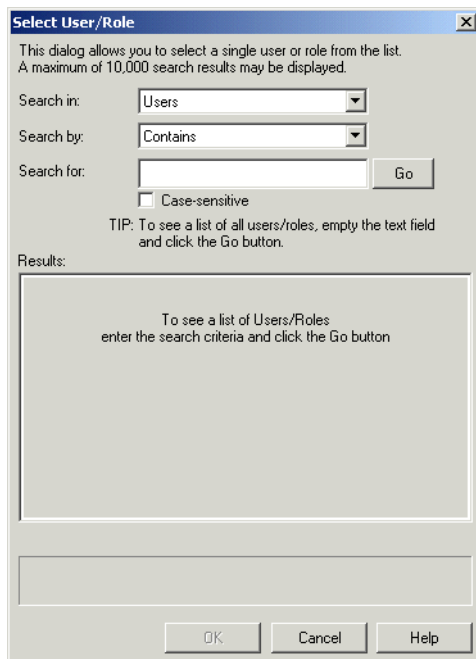 Select User/Role
This dialog allows you to select a single user or role from the list.
A maximum of 10,000 search results may be displayed.
Search in: Users
Search by: Contains
Search for: Go
Case-sensitive
TIP: To see a list of all users/roles, empty the text field
and click the Go button.
Results:
To see a list of Users/Roles
enter the search criteria and click the Go button
OK Cancel Help